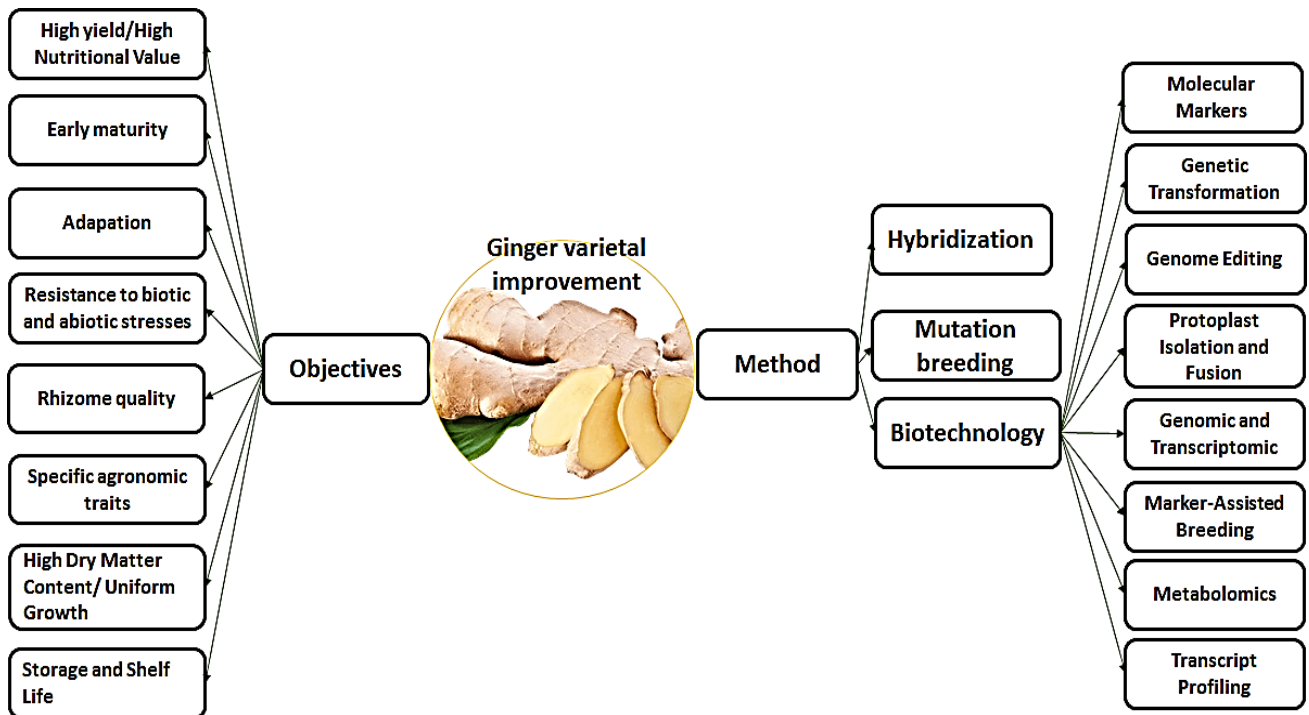 High yield/High
Nutritional Value
Early maturity
Adapation
Resistance to biotic
and abiotic stresses
Rhizome quality
Specific agronomic
traits
High Dry Matter
Content/ Uniform
Growth
Storage and Shelf
Life
Objectives
Ginger varietal
improvement
Method
Hybridization
Mutation
breeding
Biotechnology
Molecular
Markers
Genetic
Transformation
Genome Editing
Protoplast
Isolation and
Fusion
Genomic and
Transcriptomic
Marker-Assisted
Breeding
Metabolomics
Transcript
Profiling